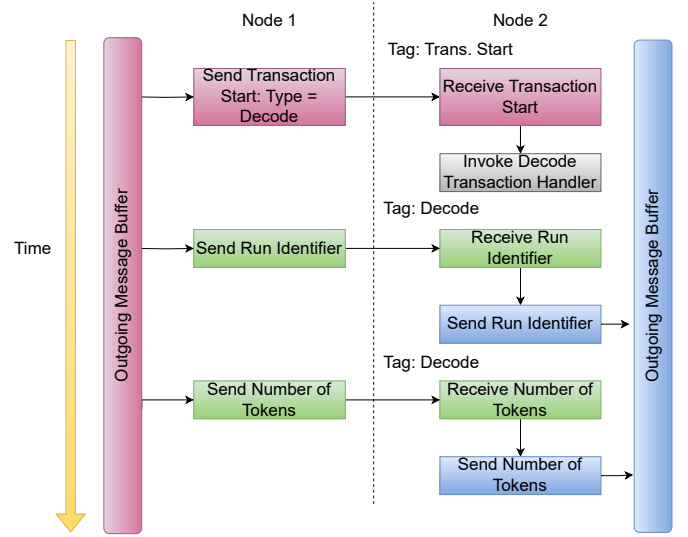 Node 1
Node 2
Tag: Trans. Start
Send Transaction
Start: Type =
Decode
Receive Transaction
Start
Invoke Decode
Transaction Handler
Tag: Decode
Time
Outgoing Message Buffer
Send Run Identifier
Receive Run
Identifier
Outgoing Message Buffer
Send Run Identifier
Tag: Decode
Send Number of
Tokens
Receive Number of
Tokens
Send Number of
Tokens